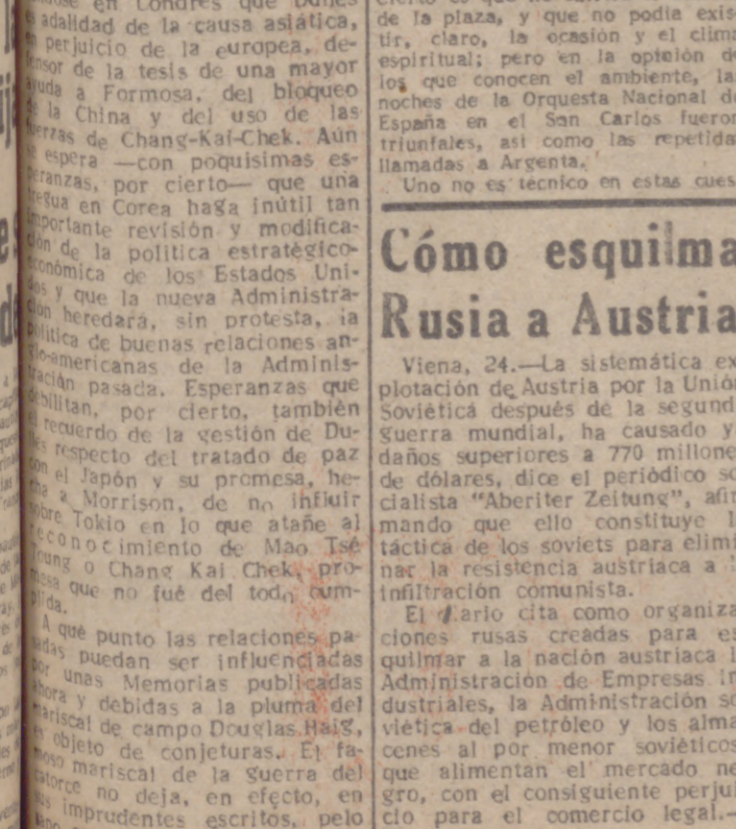 en Londres que Dulles
es adalid de la causa asiática,
en perjuicio de la europea, de-
fensor de la tesis de una mayor
ayuda a Formosa, del bloqueo
de la China y del uso de las
fuerzas de Chang-Kai-Chek. Aún
se espera —con poquisimas es-
peranzas, por cierto— que una
tregua en Corea haga inútil tan
importante revisión y modifica-
ción de la politica estratégico-
económica de los Estados Uni-
dos y que la nueva Administra-
ción heredará, sin protesta, la
política de buenas relaciones an-
glo-americanas de la Adminis-
tración pasada. Esperanzas que
debilitan, por cierto, también
el recuerdo de la gestión de Du-
lles respecto del tratado de paz
con el Japón y su promesa, he-
cha a Morrison, de no influir
sobre Tokio en lo que atañe al
reconocimiento de Mao Tsé
Toung o Chang Kai Chek, pro-
mesa que no fué del todo cum-
plida.
A qué punto las relaciones pa-
sadas puedan ser influenciadas
por unas Memorias publicadas
ahora y debidas a la pluma del
mariscal de campo Douglas Haig,
es objeto de conjeturas. El fa-
moso mariscal de la guerra del
catorce no deja, en efecto, en
sus imprudentes escritos, pelo
de la plaza, y que no podia exis-
tir, claro, la ocasión y el clima
espiritual; pero en la opinión de
los que conocen el ambiente, las
noches de la Orquesta Nacional de
España en el San Carlos fueron
triunfales, asi como las repetidas
llamadas a Argenta.
Uno no es técnico en estas cues
Cómo esquilma
Rusia a Austria
Viena, 24.—La sistemática ex
plotación de Austria por la Unión
Soviética después de la segund
guerra mundial, ha causado y
daños superiores a 770 millone
de dólares, dice el periódico so
cialista "Aberiter Zeitung", afir
mando que ello constituye l
táctica de los soviets para elimi
nar la resistencia austriaca a l
infiltración comunista.
El diario cita como organiza
ciones rusas creadas para es
quilmar a la nación austriaca l
Administración de Empresas In
dustriales, la Administración so
viética del petróleo y los alma
cenes al por menor soviéticos
que alimentan el mercado ne
gro, con el consiguiente perjui
cio para el comercio legal.—